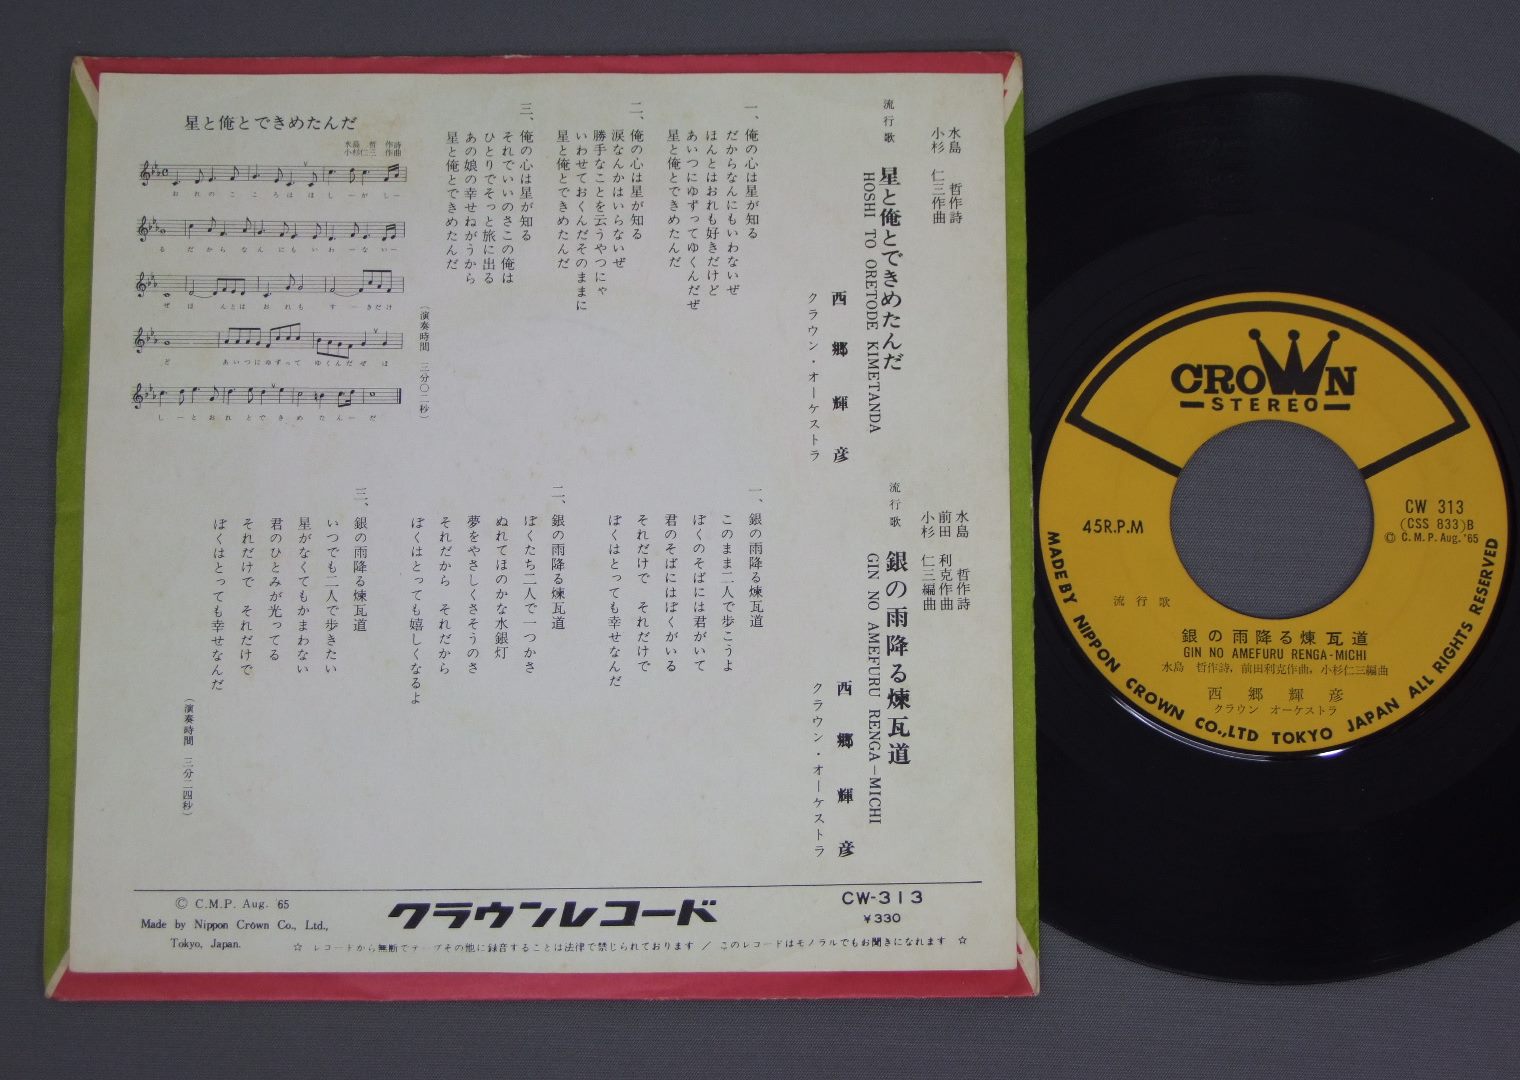 流行歌
星と俺とできめたんだ
HOSHI TO ORETODE KIMETANDA
水島 哲作詩
小杉 仁三作曲
西郷輝彦
クラウン・オーケストラ
一、俺の心は星が知る
だからなんにもいわないぜ
ほんとはおれも好きだけど
あいつにゆずってゆくんだぜ
星と俺とできめたんだ
二、俺の心は星が知る
涙なんかはいらないぜ
勝手なことを云うやつにゃ
いわせておくんだそのままに
星と俺とできめたんだ
三、俺の心は星が知る
それでいいのさこの俺は
ひとりでそっと旅に出る
あの娘の幸せねがうから
星と俺とできめたんだ
(演奏時間 三分〇二秒)
星と俺とできめたんだ
水島 哲 作詩
小杉仁三 作曲
おれのこころはほしーがしー
るだからなんにもいわーないー
ぜほんとはおれもすーきだけ
どあいつにゆずってゆくんだぜほ
しーとおれとできめたんーだ
流行歌
銀の雨降る煉瓦道
GIN NO AMEFURU RENGA-MICHI
水島 哲作詩
前田 利克作曲
小杉 仁三編曲
西郷輝彦
クラウン・オーケストラ
一、銀の雨降る煉瓦道
このまま二人で歩こうよ
ぼくのそばには君がいて
君のそばにはぼくがいる
それだけで それだけで
ぼくはとっても幸せなんだ
二、銀の雨降る煉瓦道
ぼくたち二人で一つかさ
ぬれてほのかな水銀灯
夢をやさしくさそうのさ
それだから それだから
ぼくはとっても嬉しくなるよ
三、銀の雨降る煉瓦道
いつでも二人で歩きたい
星がなくてもかまわない
君のひとみが光ってる
それだけで それだけで
ぼくはとっても幸せなんだ
(演奏時間 三分二四秒)
© C.M.P. Aug. '65
Made by Nippon Crown Co., Ltd.,
Tokyo, Japan.
クラウンレコード
CW-313
¥330
☆ レコードから無断でテープその他に録音することは法律で禁じられております / このレコードはモノラルでもお聞きになれます ☆
CROWN
STEREO
45R.P.M
CW 313
(CSS 833)B
© C.M.P. Aug. '65
流行歌
銀の雨降る煉瓦道
GIN NO AMEFURU RENGA-MICHI
水島 哲作詩, 前田利克作曲, 小杉仁三編曲
西郷輝彦
クラウン オーケストラ
MADE BY NIPPON CROWN CO.,LTD TOKYO JAPAN ALL RIGHTS RESERVED